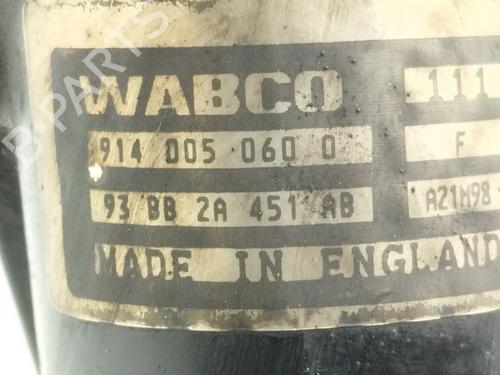 WABCO 111
914 005 060 0 F
93 BB 2A 451 AB A21M98
MADE IN ENGLAND
B-PARTS